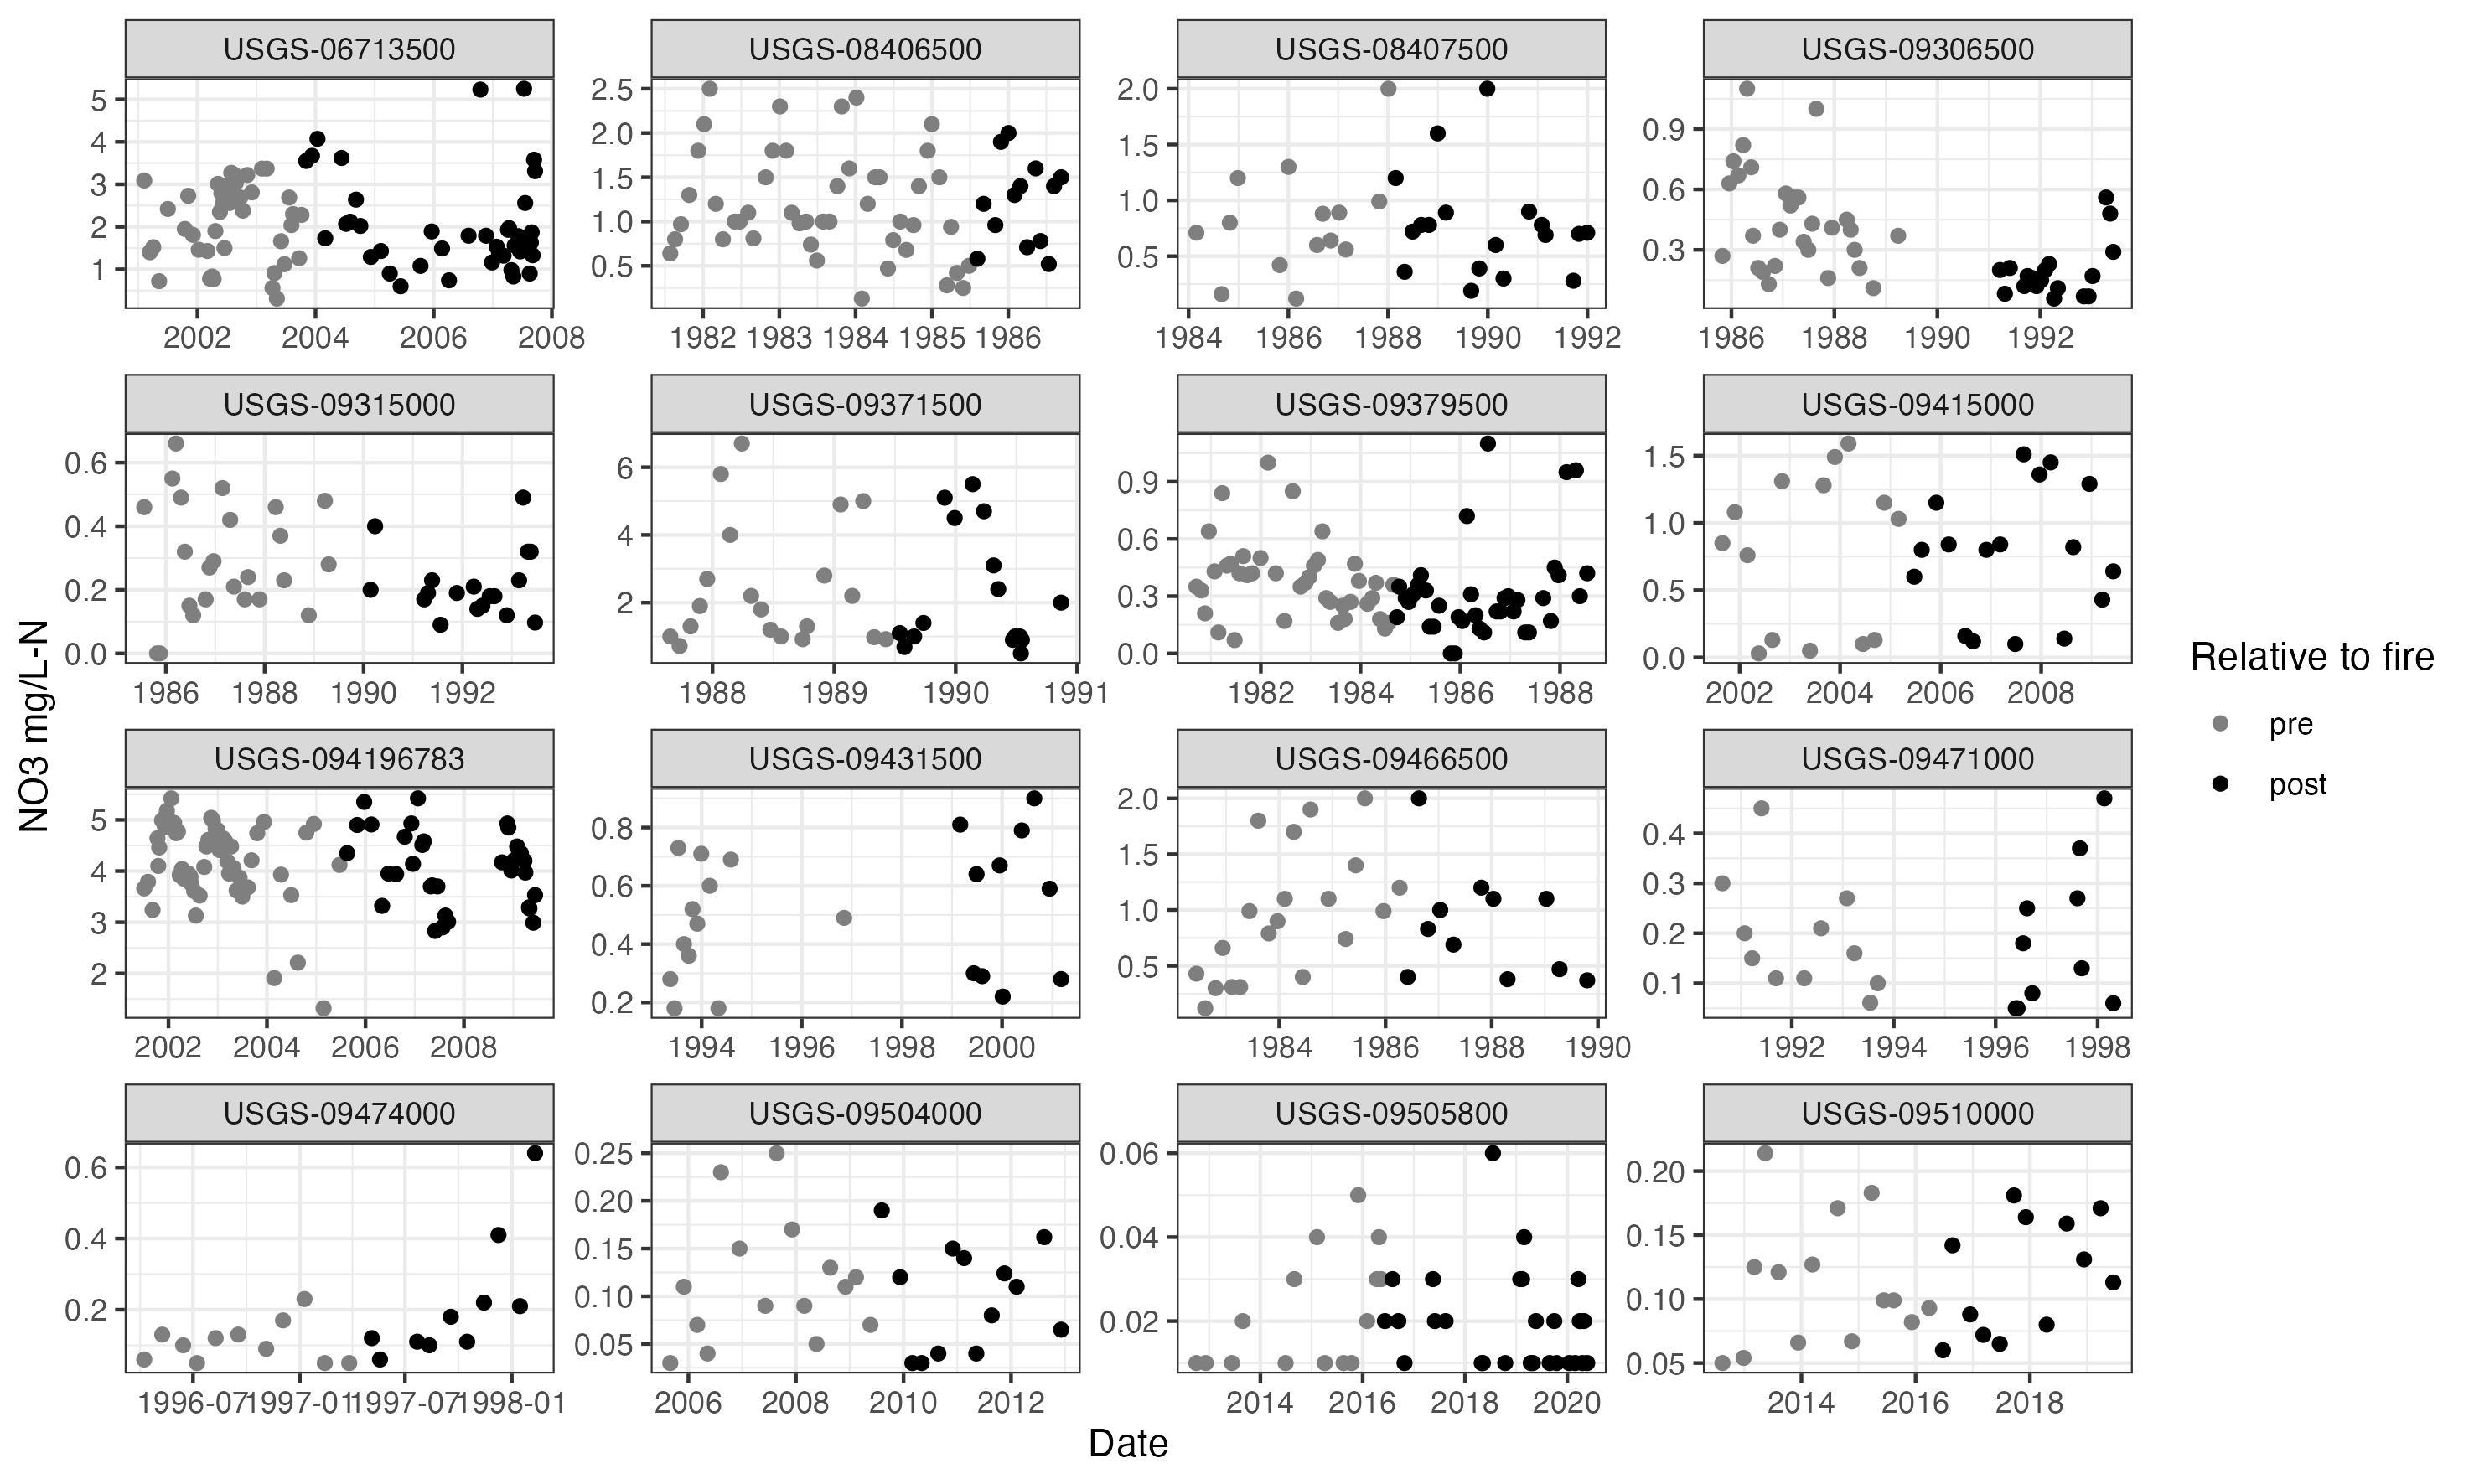 USGS-06713500 USGS-08406500 USGS-08407500 USGS-09306500
5 4 3 2 1
2.5 2.0 1.5 1.0 0.5
2.0 1.5 1.0 0.5
0.9 0.6 0.3
2002 2004 2006 2008 1982 1983 1984 1985 1986 1984 1986 1988 1990 1992 1986 1988 1990 1992
USGS-09315000 USGS-09371500 USGS-09379500 USGS-09415000
0.6 0.4 0.2 0.0
6 4 2
0.9 0.6 0.3 0.0
1.5 1.0 0.5 0.0
1986 1988 1990 1992 1988 1989 1990 1991 1982 1984 1986 1988 2002 2004 2006 2008
USGS-094196783 USGS-09431500 USGS-09466500 USGS-09471000
5 4 3 2
0.8 0.6 0.4 0.2
2.0 1.5 1.0 0.5
0.4 0.3 0.2 0.1
2002 2004 2006 2008 1994 1996 1998 2000 1984 1986 1988 1990 1992 1994 1996 1998
USGS-09474000 USGS-09504000 USGS-09505800 USGS-09510000
0.6 0.4 0.2
0.25 0.20 0.15 0.10 0.05
0.06 0.04 0.02
0.20 0.15 0.10 0.05
1996-07 1997-01 1997-07 1998-01 2006 2008 2010 2012 2014 2016 2018 2020 2014 2016 2018
NO3 mg/L-N
Date
Relative to fire
pre
post